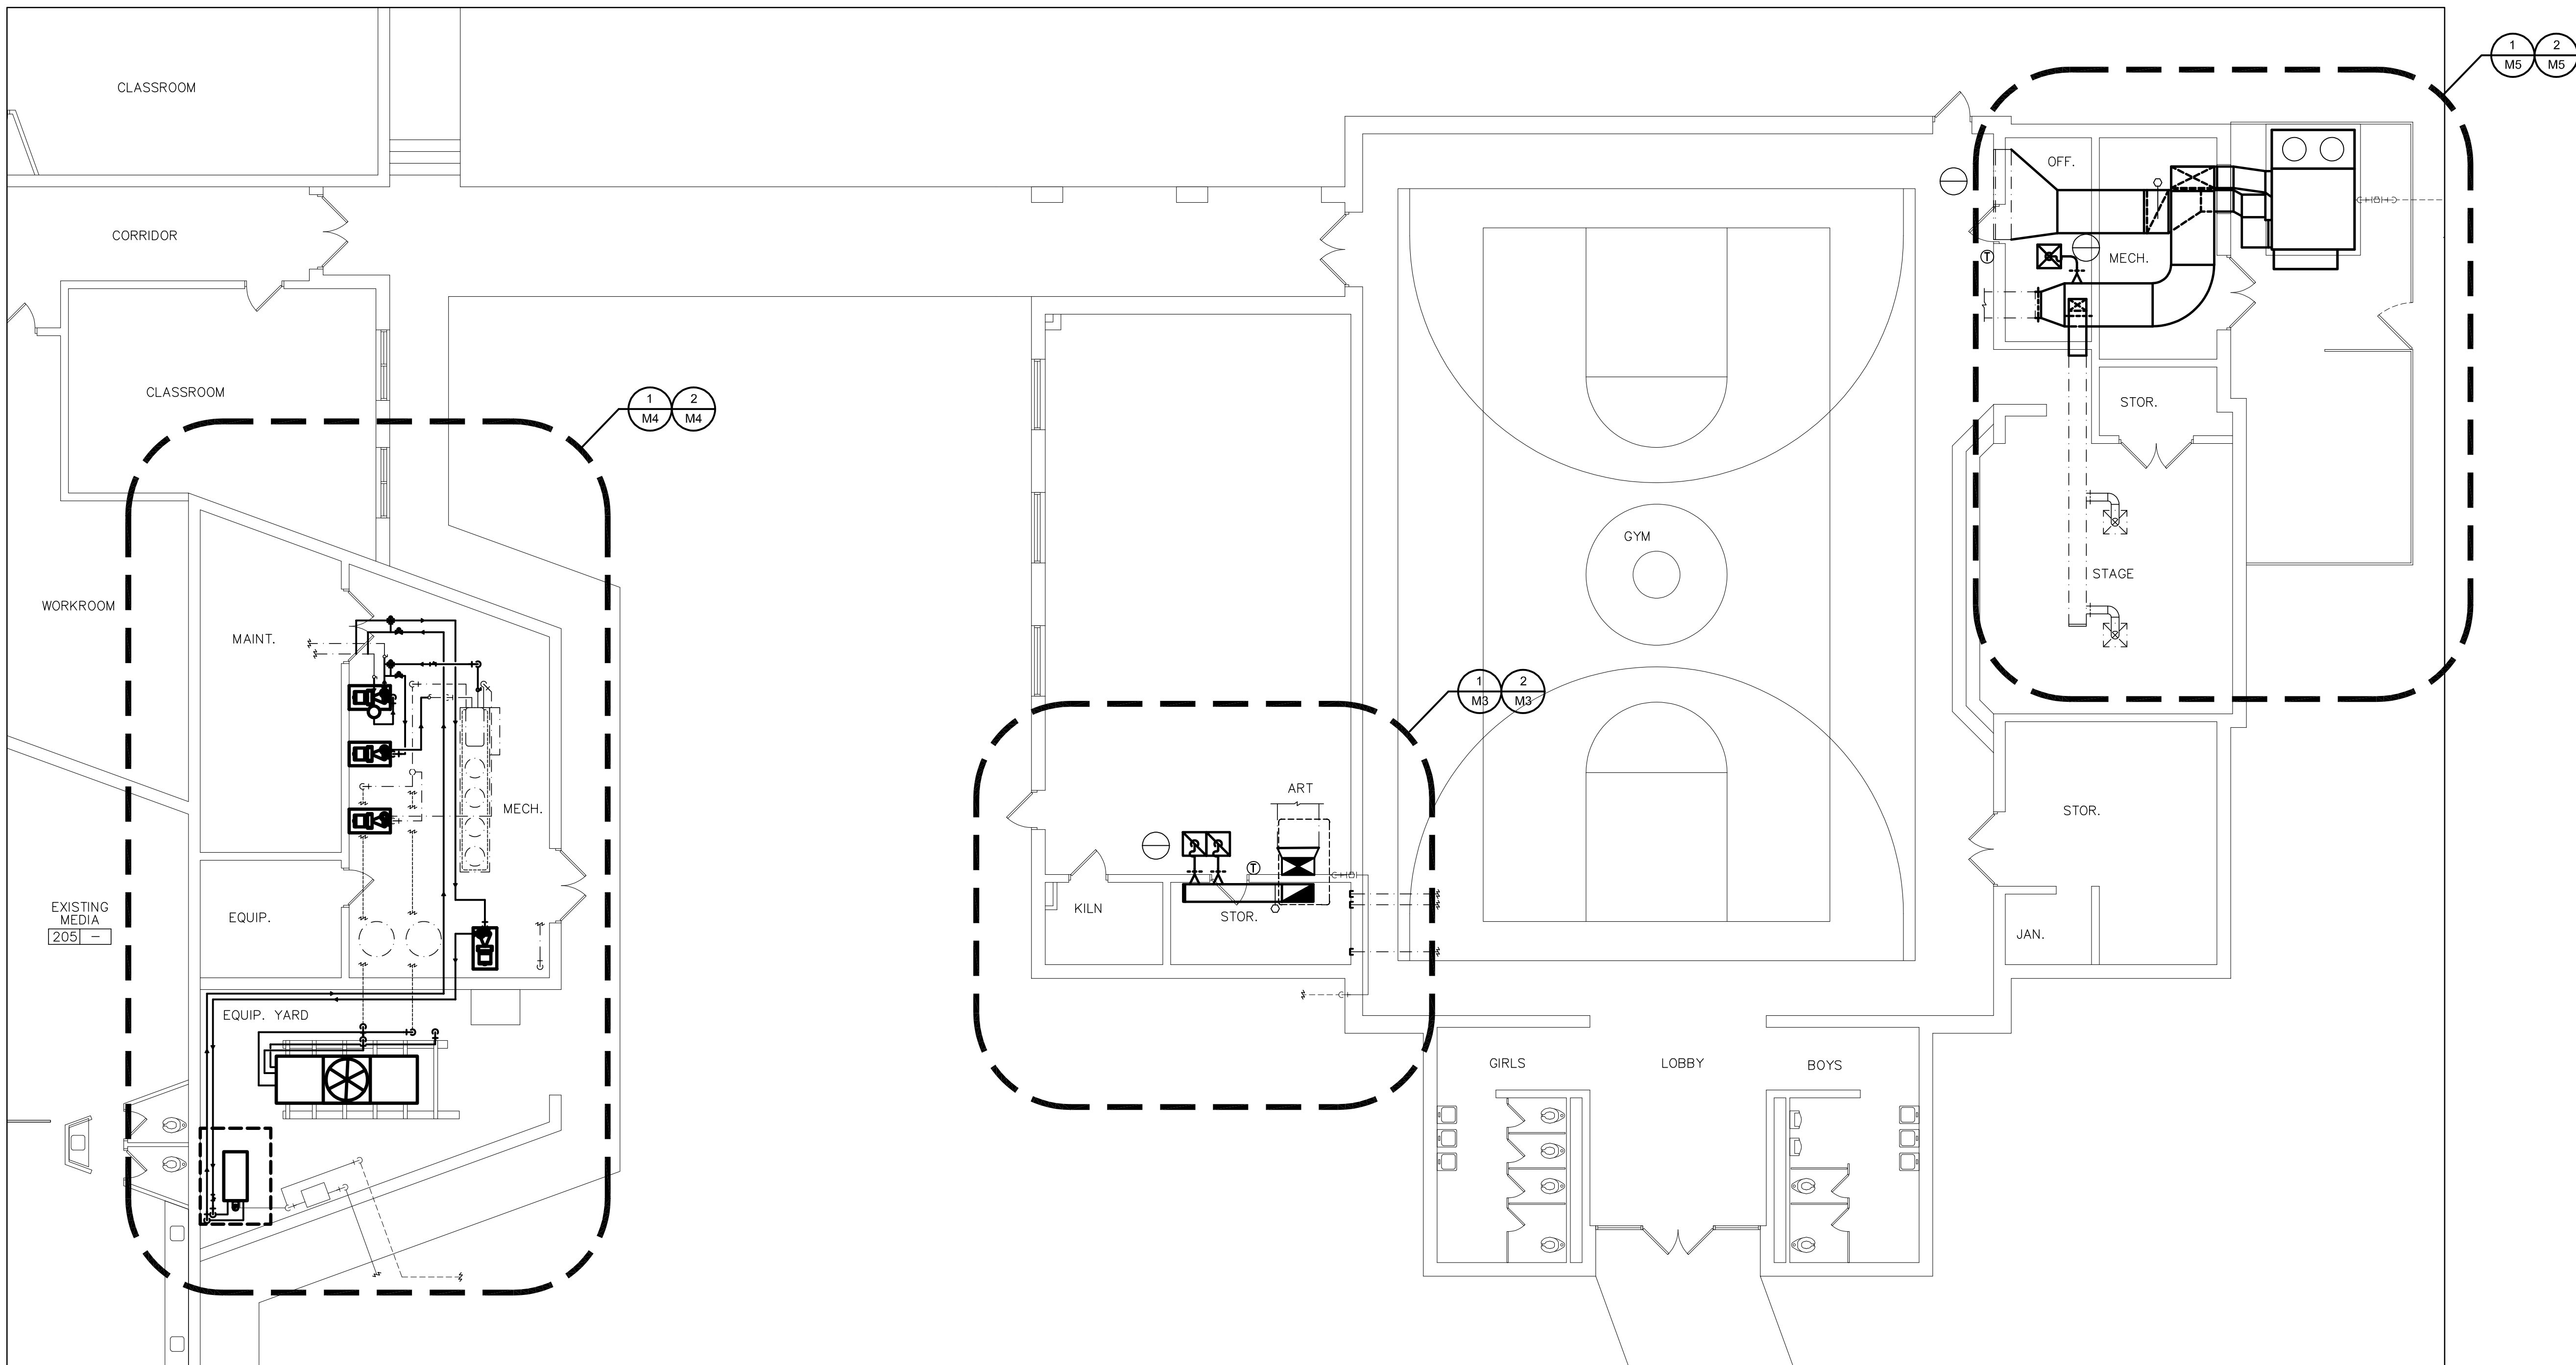 1 2
M5 M5
CLASSROOM
OFF.
CORRIDOR
T
MECH.
CLASSROOM
1 2
M4 M4
STOR.
GYM
STAGE
WORKROOM
MAINT.
1 2
M3 M3
ART
MECH.
STOR.
T
EXISTING
MEDIA
205 –
EQUIP.
KILN
STOR.
JAN.
EQUIP. YARD
GIRLS
LOBBY
BOYS